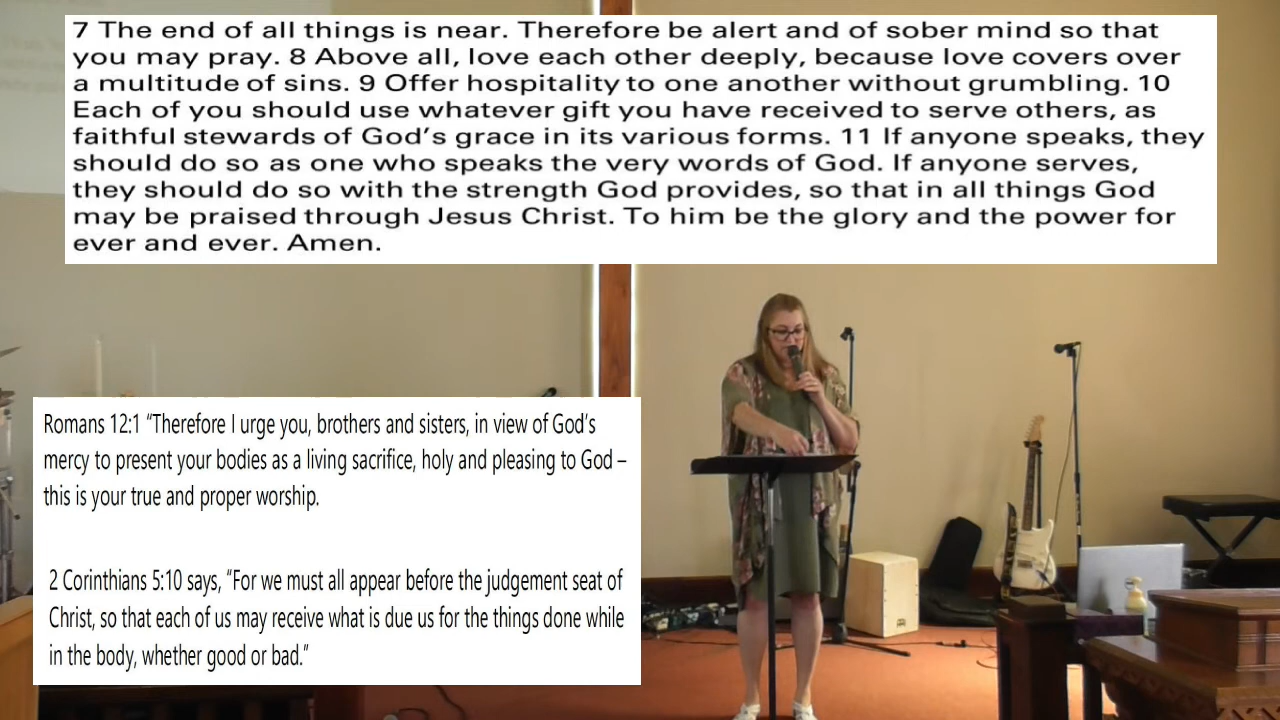 7 The end of all things is near. Therefore be alert and of sober mind so that
you may pray. 8 Above all, love each other deeply, because love covers over
a multitude of sins. 9 Offer hospitality to one another without grumbling. 10
Each of you should use whatever gift you have received to serve others, as
faithful stewards of God’s grace in its various forms. 11 If anyone speaks, they
should do so as one who speaks the very words of God. If anyone serves,
they should do so with the strength God provides, so that in all things God
may be praised through Jesus Christ. To him be the glory and the power for
ever and ever. Amen.
Romans 12:1 “Therefore I urge you, brothers and sisters, in view of God’s
mercy to present your bodies as a living sacrifice, holy and pleasing to God –
this is your true and proper worship.
2 Corinthians 5:10 says, “For we must all appear before the judgement seat of
Christ, so that each of us may receive what is due us for the things done while
in the body, whether good or bad.”